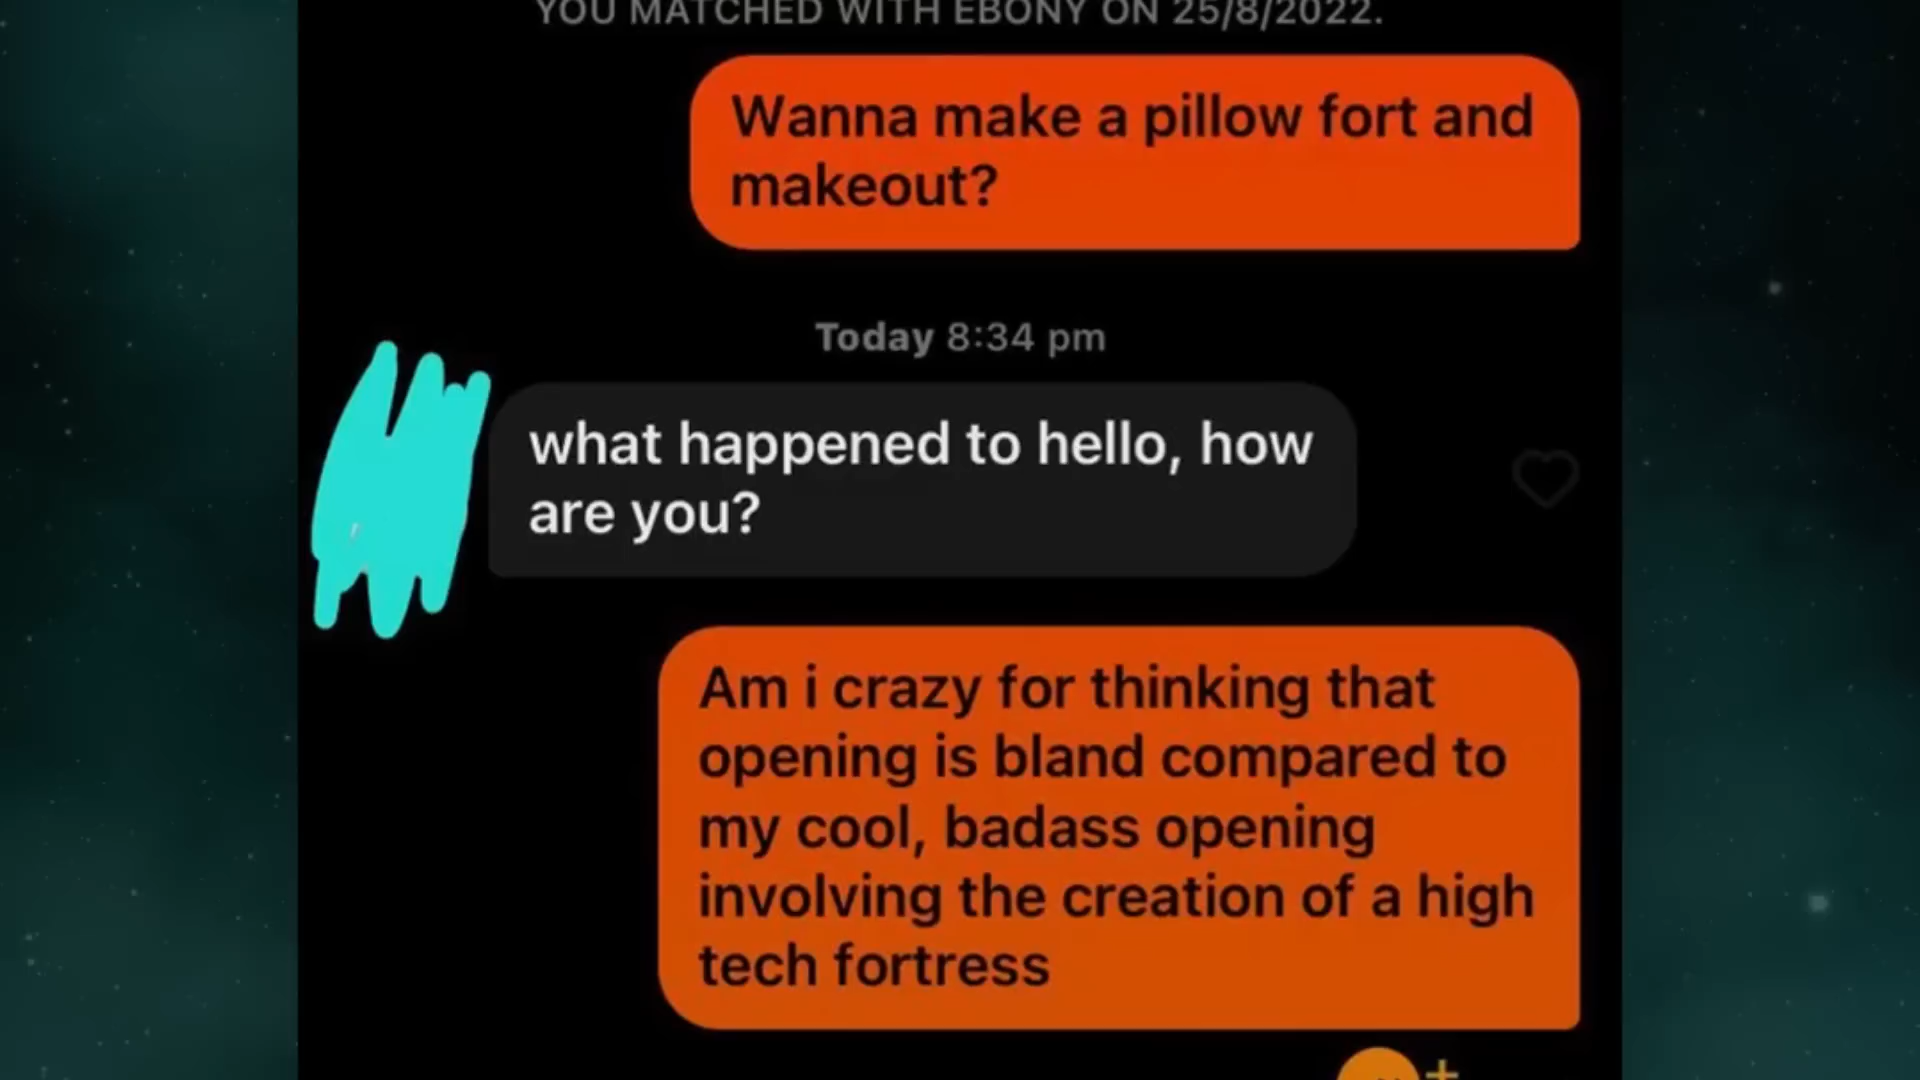 YOU MATCHED WITH EBONY ON 25/8/2022.
Wanna make a pillow fort and
makeout?
Today 8:34 pm
what happened to hello, how
are you?
Am i crazy for thinking that
opening is bland compared to
my cool, badass opening
involving the creation of a high
tech fortress